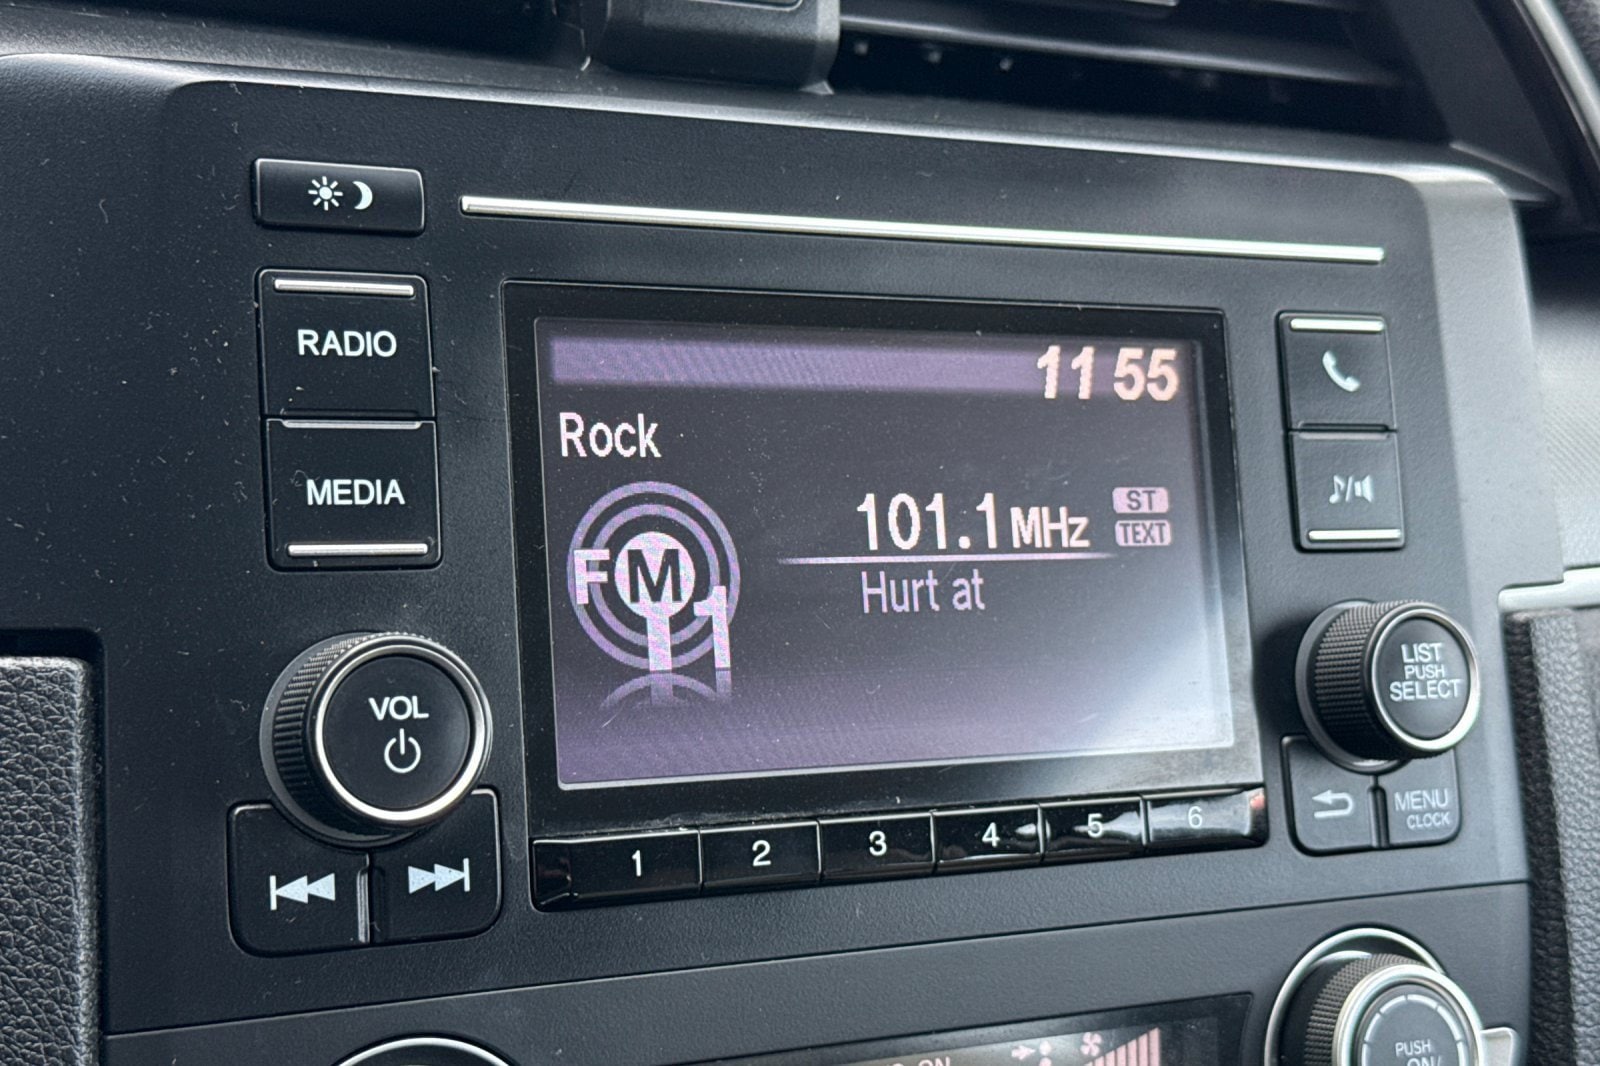 11 55
RADIO
Rock
MEDIA
101.1 MHz
ST
TEXT
FM
1
Hurt at
LIST
PUSH
SELECT
VOL
MENU
CLOCK
1 2 3 4 5 6
PUSH
ON/